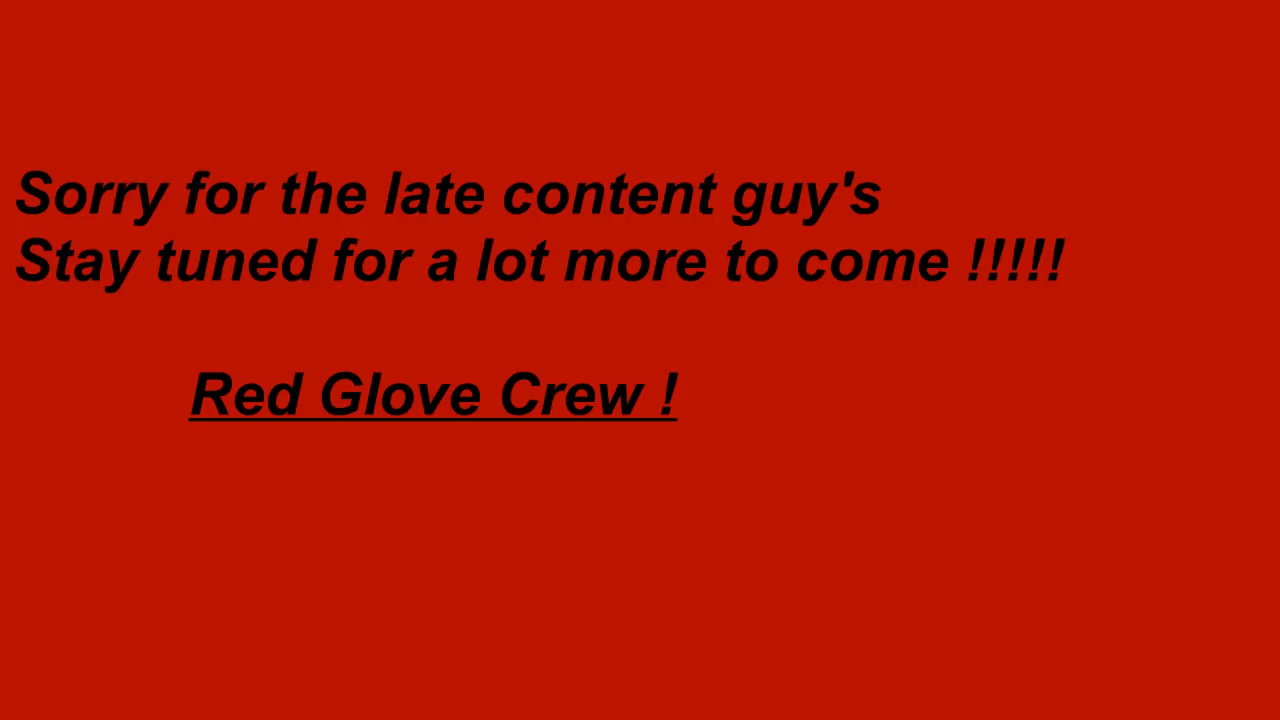 Sorry for the late content guy's
Stay tuned for a lot more to come !!!!!
Red Glove Crew !